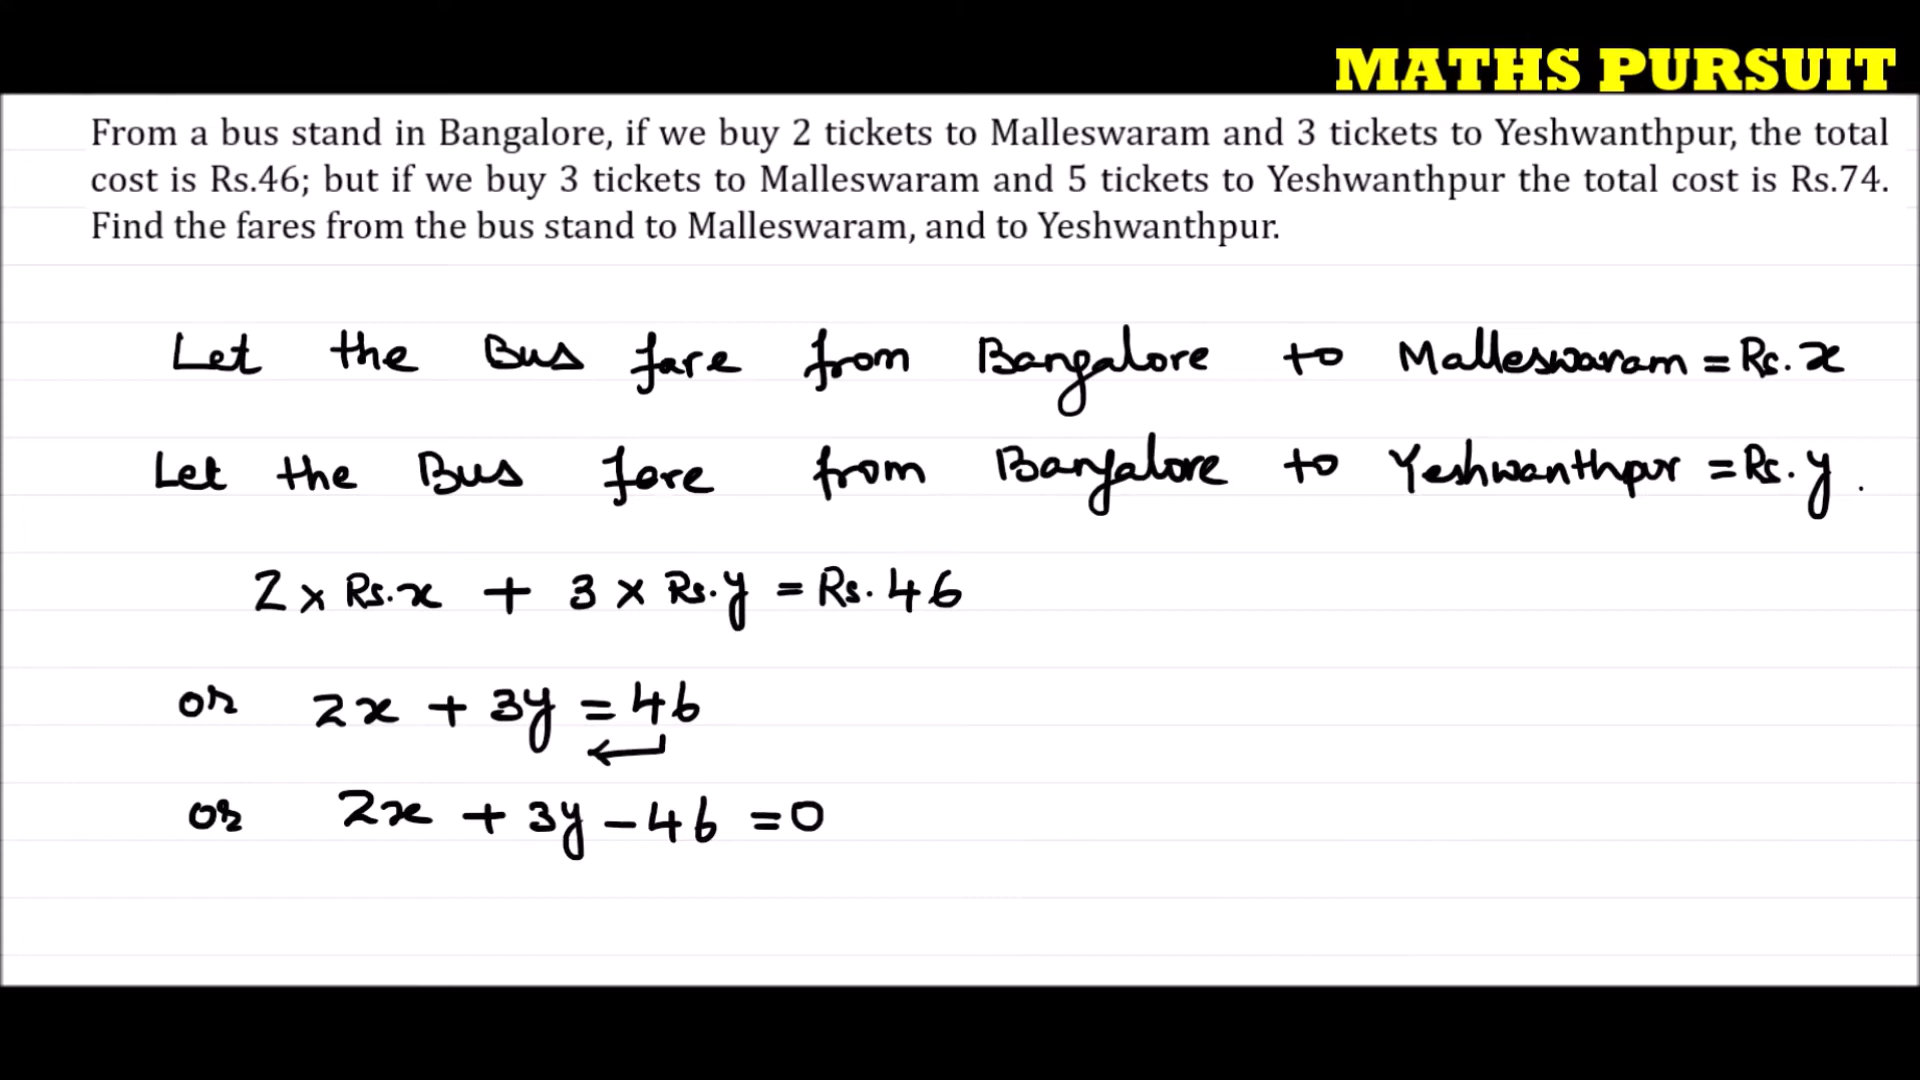 MATHS PURSUIT
From a bus stand in Bangalore, if we buy 2 tickets to Malleswaram and 3 tickets to Yeshwanthpur, the total
cost is Rs.46; but if we buy 3 tickets to Malleswaram and 5 tickets to Yeshwanthpur the total cost is Rs.74.
Find the fares from the bus stand to Malleswaram, and to Yeshwanthpur.
Let the Bus fare from Bangalore to Malleswaram = Rs. x
Let the Bus fare from Bangalore to Yeshwanthpur = Rs. y .
2 × Rs. x + 3 × Rs. y = Rs. 46
or 2x + 3y = 46
or 2x + 3y - 46 = 0